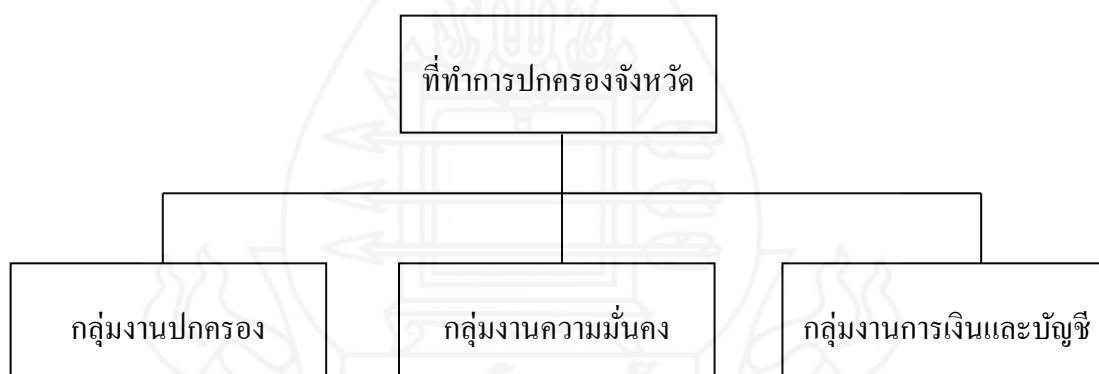 ที่ทำการปกครองจังหวัด
กลุ่มงานปกครอง
กลุ่มงานความมั่นคง
กลุ่มงานการเงินและบัญชี